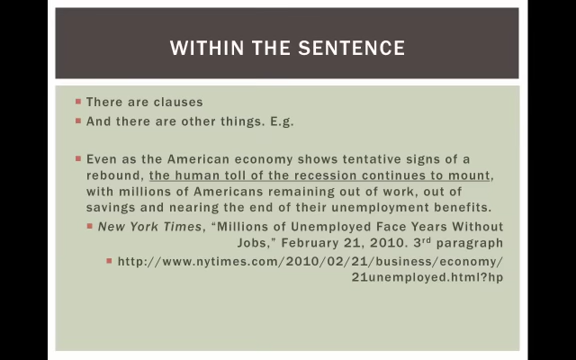 WITHIN THE SENTENCE
There are clauses
And there are other things. E.g.
Even as the American economy shows tentative signs of a
rebound, the human toll of the recession continues to mount,
with millions of Americans remaining out of work, out of
savings and nearing the end of their unemployment benefits.
New York Times, “Millions of Unemployed Face Years Without
Jobs,” February 21, 2010. 3rd paragraph
http://www.nytimes.com/2010/02/21/business/economy/
21unemployed.html?hp